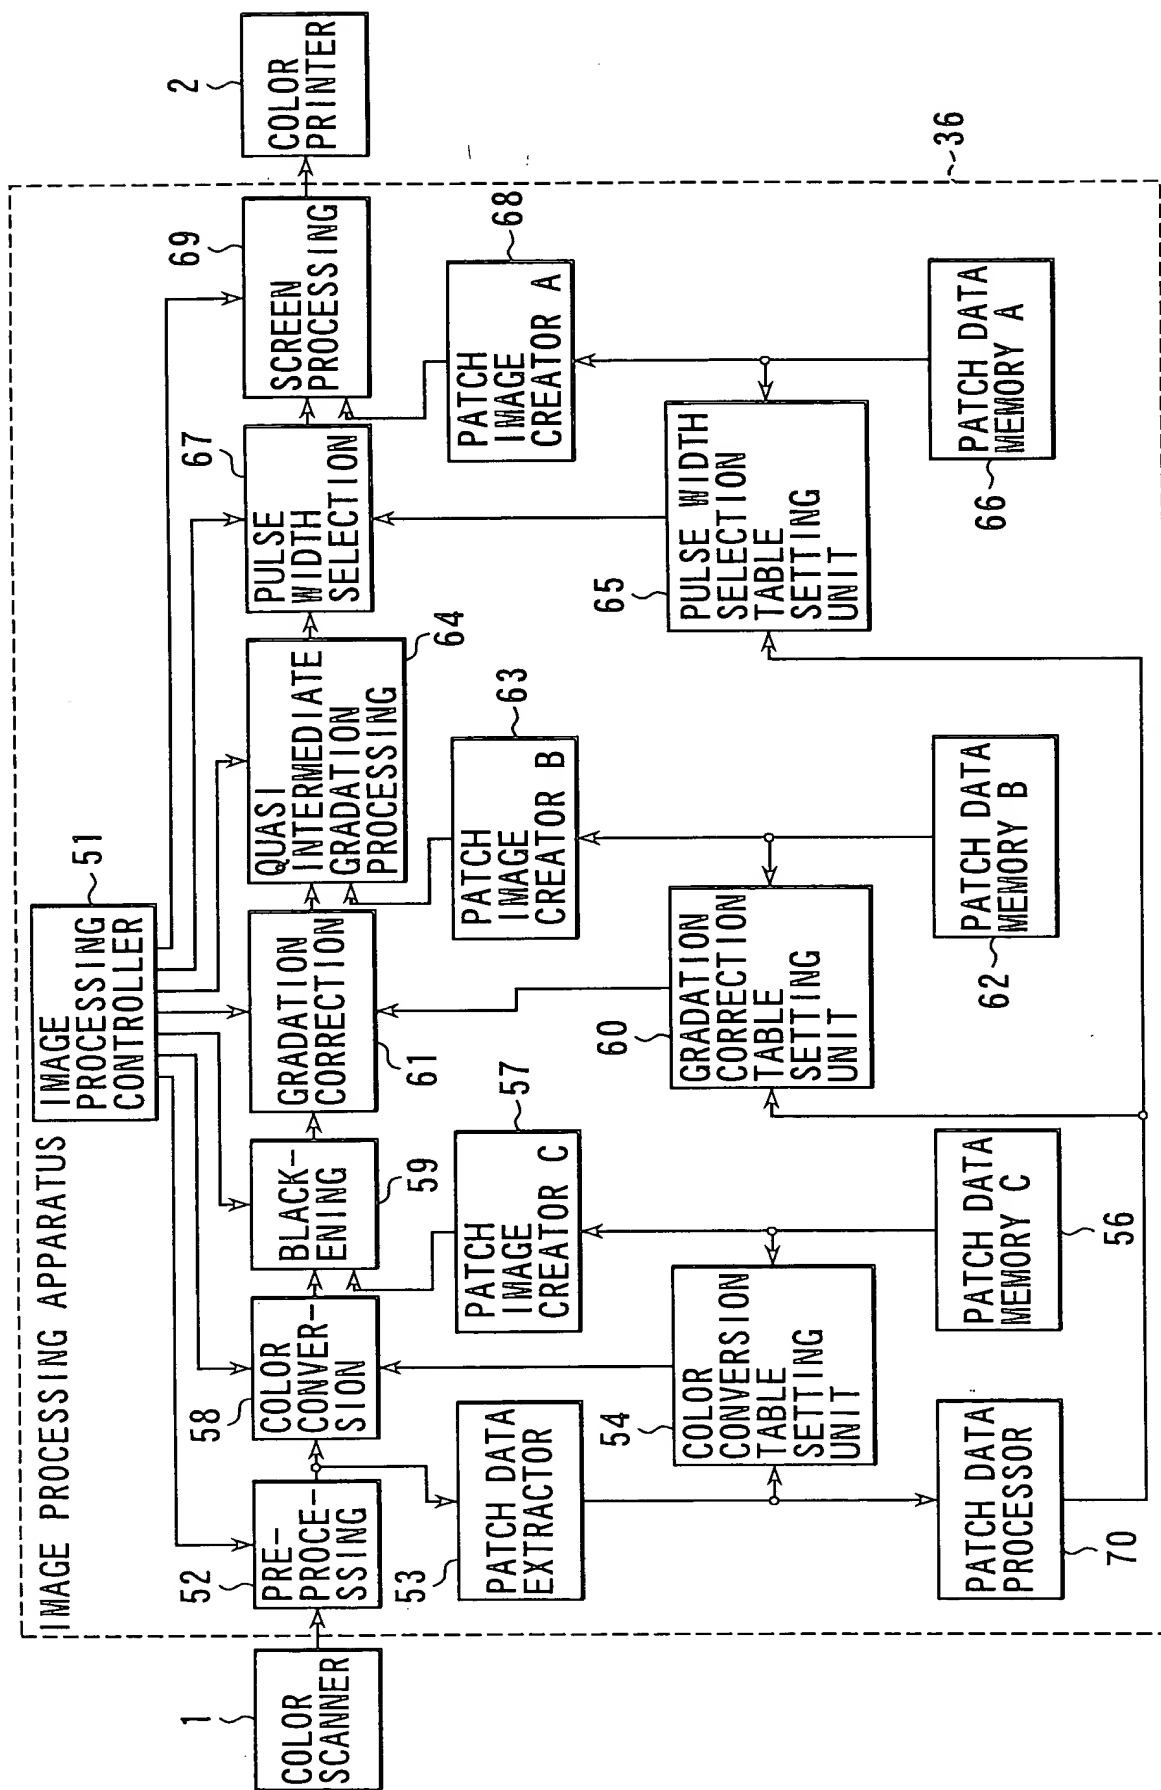 IMAGE PROCESSING APPARATUS
36
IMAGE
PROCESSING
CONTROLLER
51
1
COLOR
SCANNER
52
PRE-
PROCE-
SSING
58
COLOR
CONVER-
SION
BLACK-
ENING
59
GRADATION
CORRECTION
61
QUASI
INTERMEDIATE
GRADATION
PROCESSING
64
PULSE
WIDTH
SELECTION
67
SCREEN
PROCESSING
69
COLOR
PRINTER
2
53
PATCH DATA
EXTRACTOR
PATCH
IMAGE
CREATOR C
57
PATCH
IMAGE
CREATOR B
63
PATCH
IMAGE
CREATOR A
68
54
COLOR
CONVERSION
TABLE
SETTING
UNIT
60
GRADATION
CORRECTION
TABLE
SETTING
UNIT
65
PULSE WIDTH
SELECTION
TABLE
SETTING
UNIT
PATCH DATA
PROCESSOR
70
PATCH DATA
MEMORY C
56
PATCH DATA
MEMORY B
62
PATCH DATA
MEMORY A
66